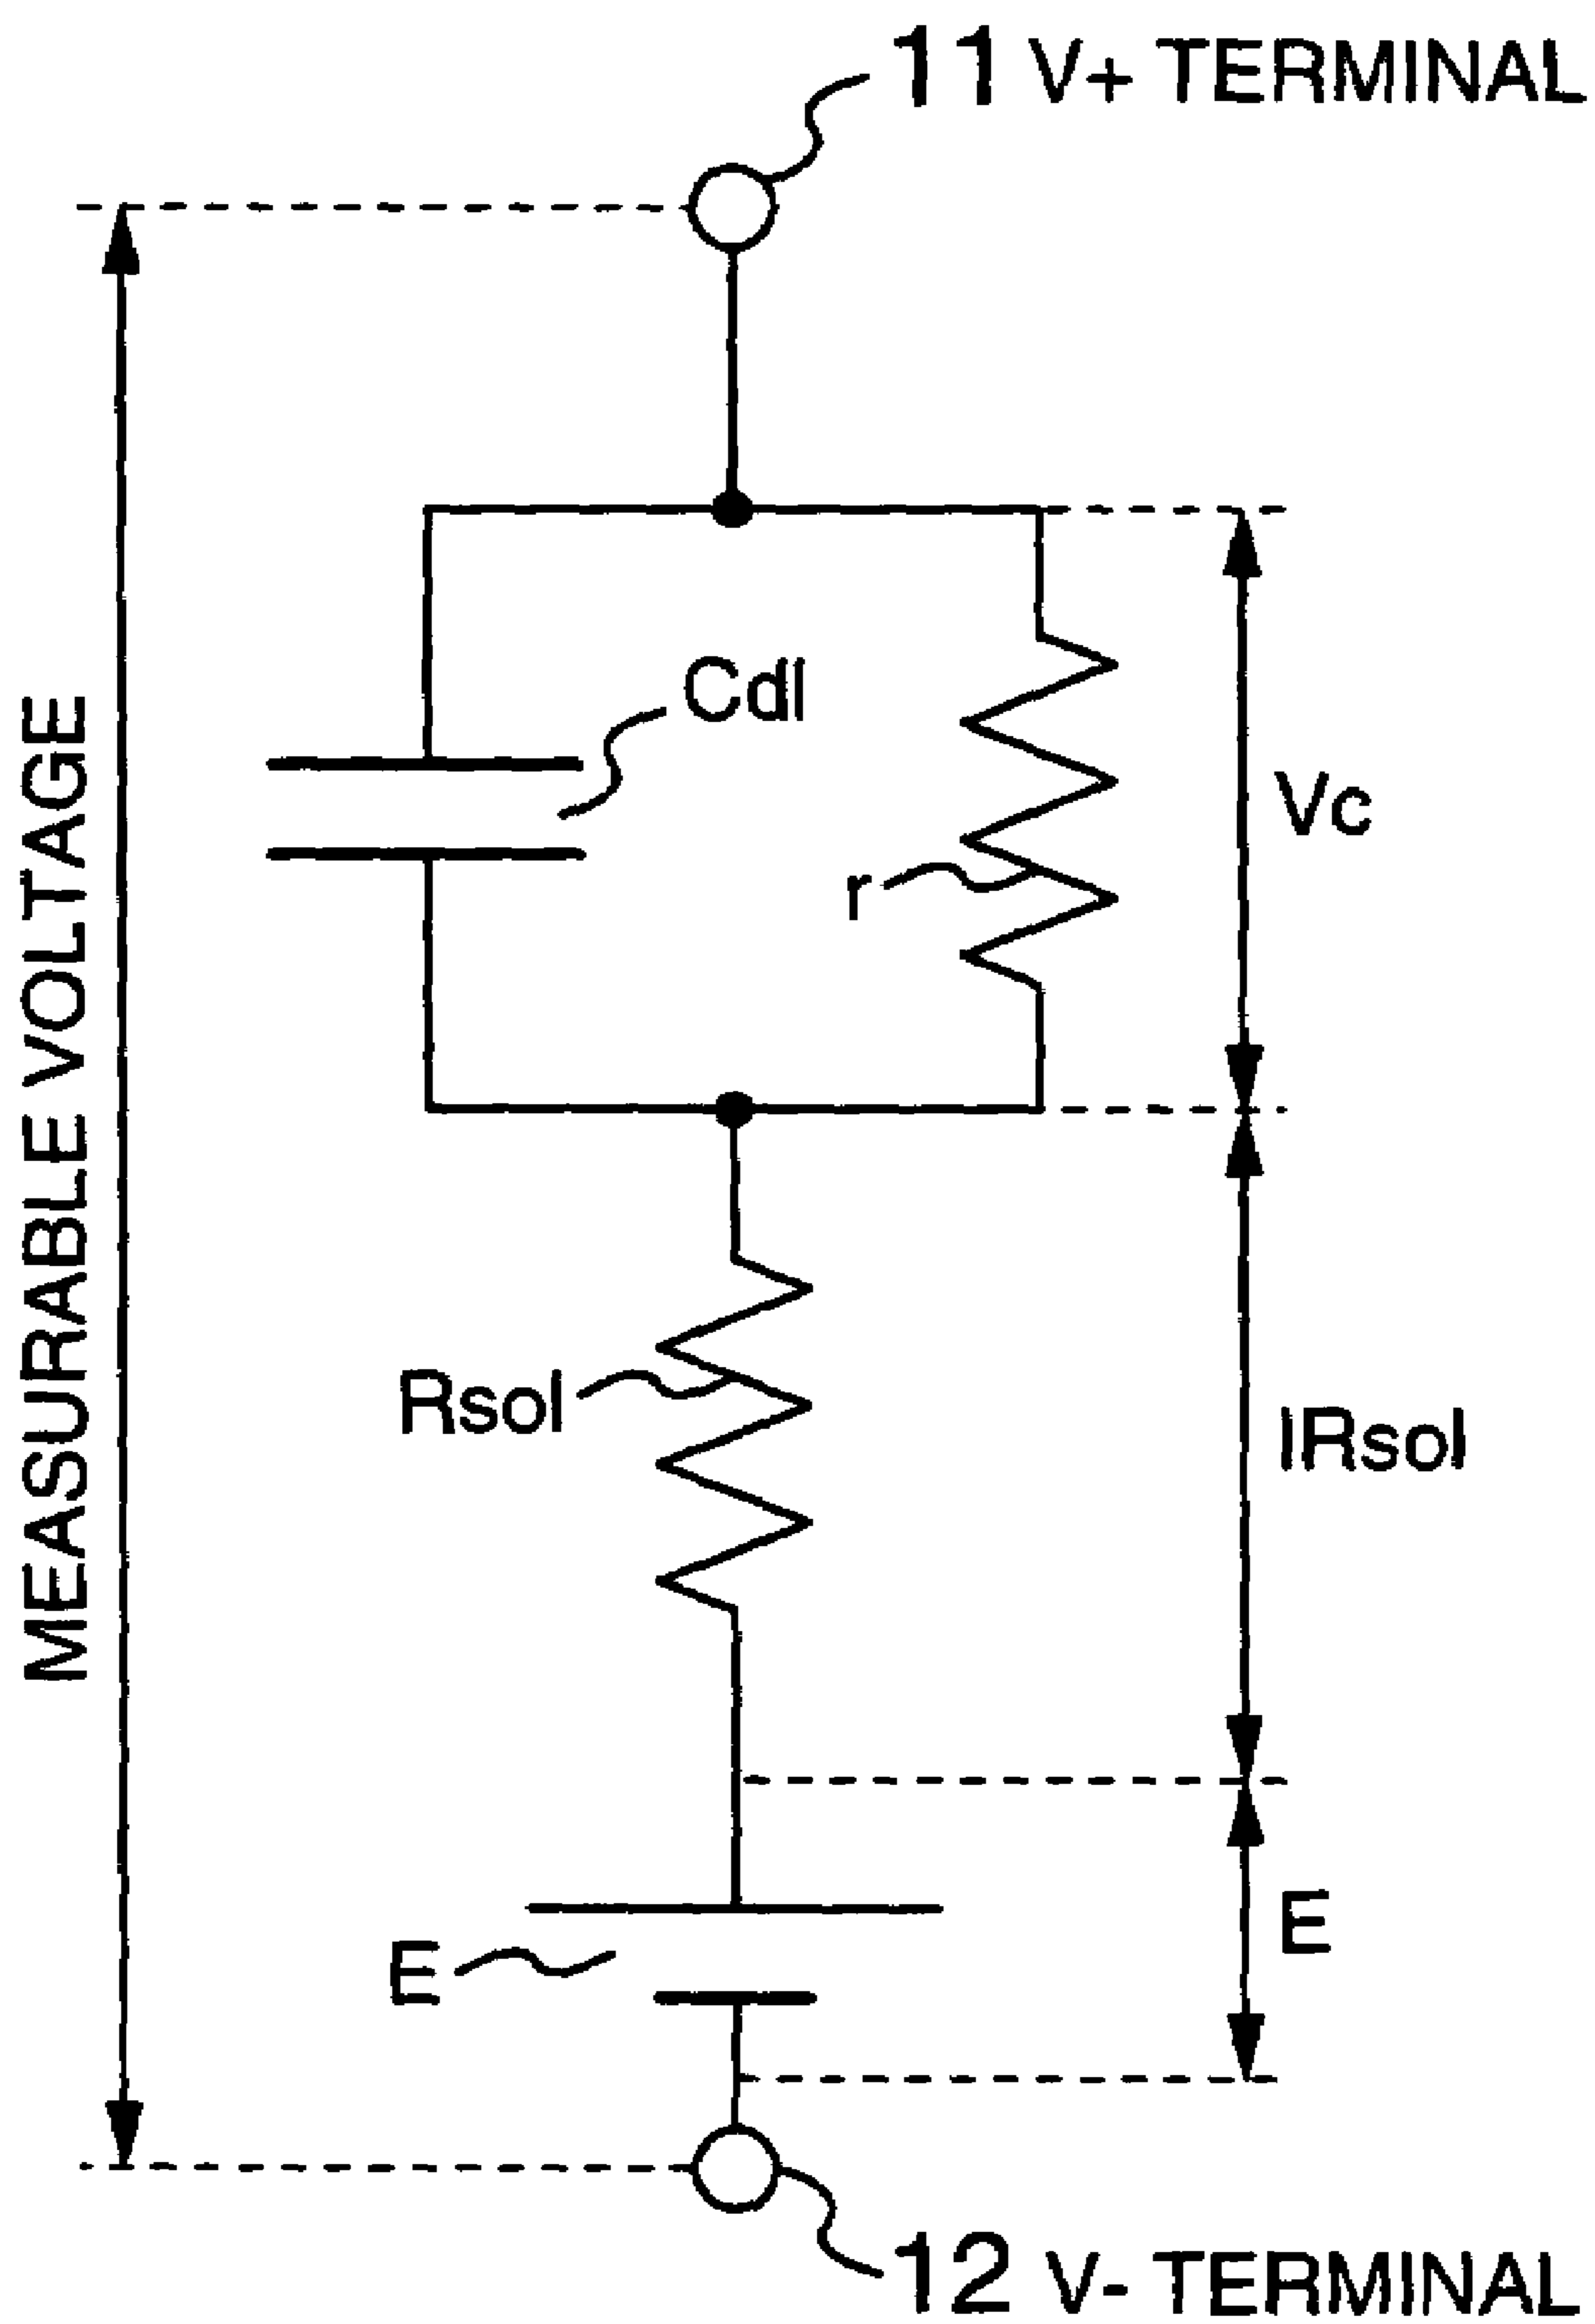 11 V+ TERMINAL
Cdl
Vc
r
MEASURABLE VOLTAGE
Rsol
IRsol
E
E
12 V- TERMINAL